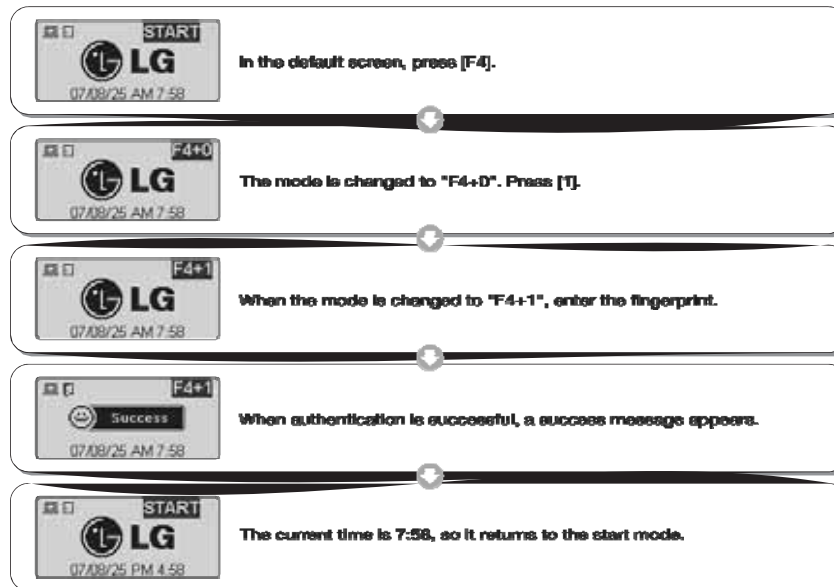 START
LG
07/08/25 AM 7:58
In the default screen, press [F4].
F4+0
LG
07/08/25 AM 7:58
The mode is changed to "F4+0". Press [1].
F4+1
LG
07/08/25 AM 7:58
When the mode is changed to "F4+1", enter the fingerprint.
F4+1
Success
07/08/25 AM 7:58
When authentication is successful, a success message appears.
START
LG
07/08/25 PM 4:58
The current time is 7:58, so it returns to the start mode.